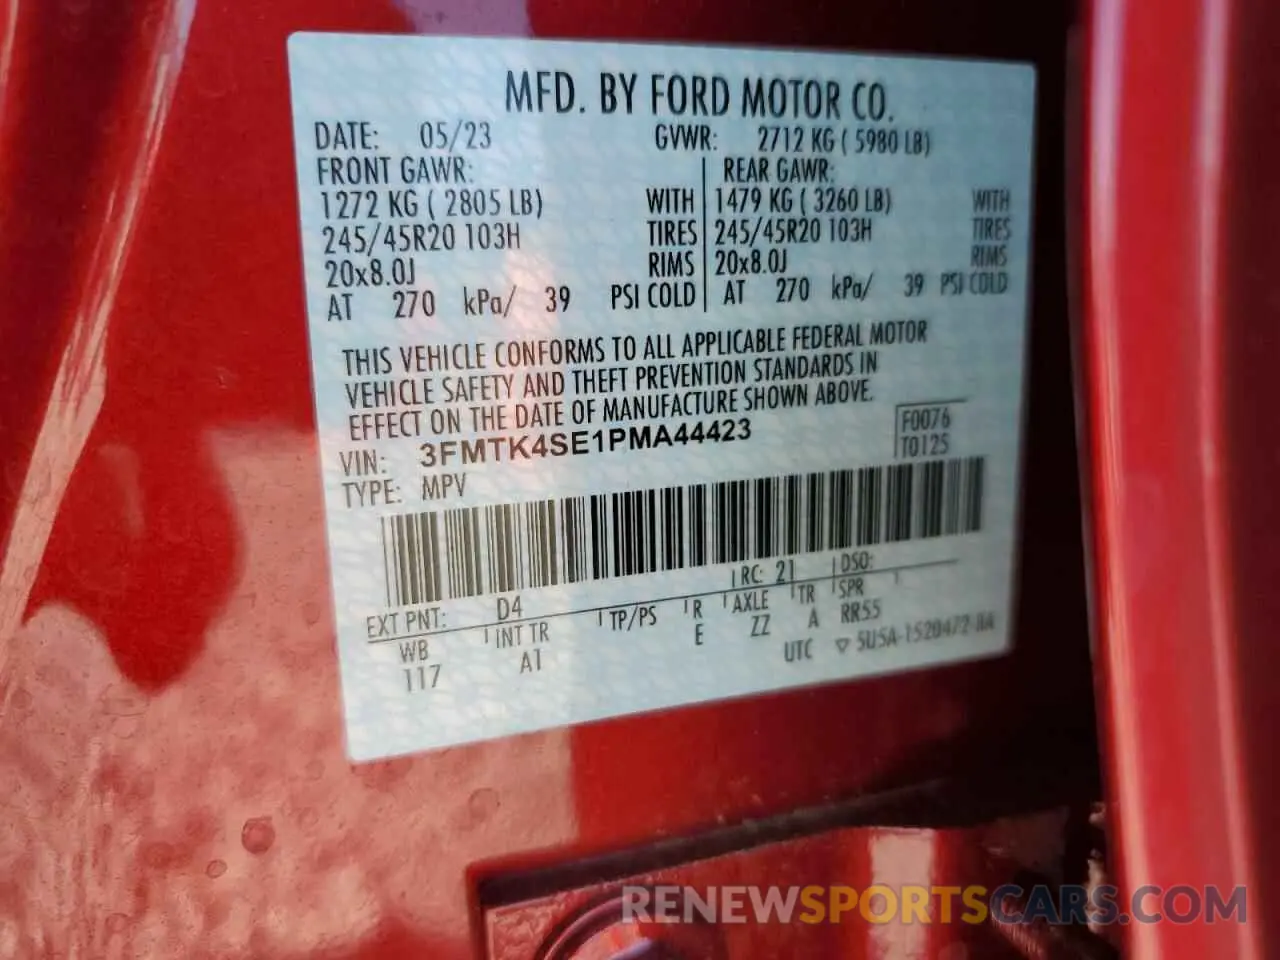 MFD. BY FORD MOTOR CO.
DATE: 05/23 GVWR: 2712 KG ( 5980 LB)
FRONT GAWR: REAR GAWR:
1272 KG ( 2805 LB) WITH 1479 KG ( 3260 LB) WITH
245/45R20 103H TIRES 245/45R20 103H TIRES
20x8.0J RIMS 20x8.0J RIMS
AT 270 kPa/ 39 PSI COLD AT 270 kPa/ 39 PSI COLD
THIS VEHICLE CONFORMS TO ALL APPLICABLE FEDERAL MOTOR
VEHICLE SAFETY AND THEFT PREVENTION STANDARDS IN
EFFECT ON THE DATE OF MANUFACTURE SHOWN ABOVE.
VIN: 3FMTK4SE1PMA44423 F0076
TYPE: MPV T0125
EXT PNT: D4 RC: 21 DSO:
WB INT TR TP/PS R AXLE TR SPR
117 A1 E ZZ A RR55
UTC ▽ 5U5A-1520472-BA
RENEWSPORTSCARS.COM